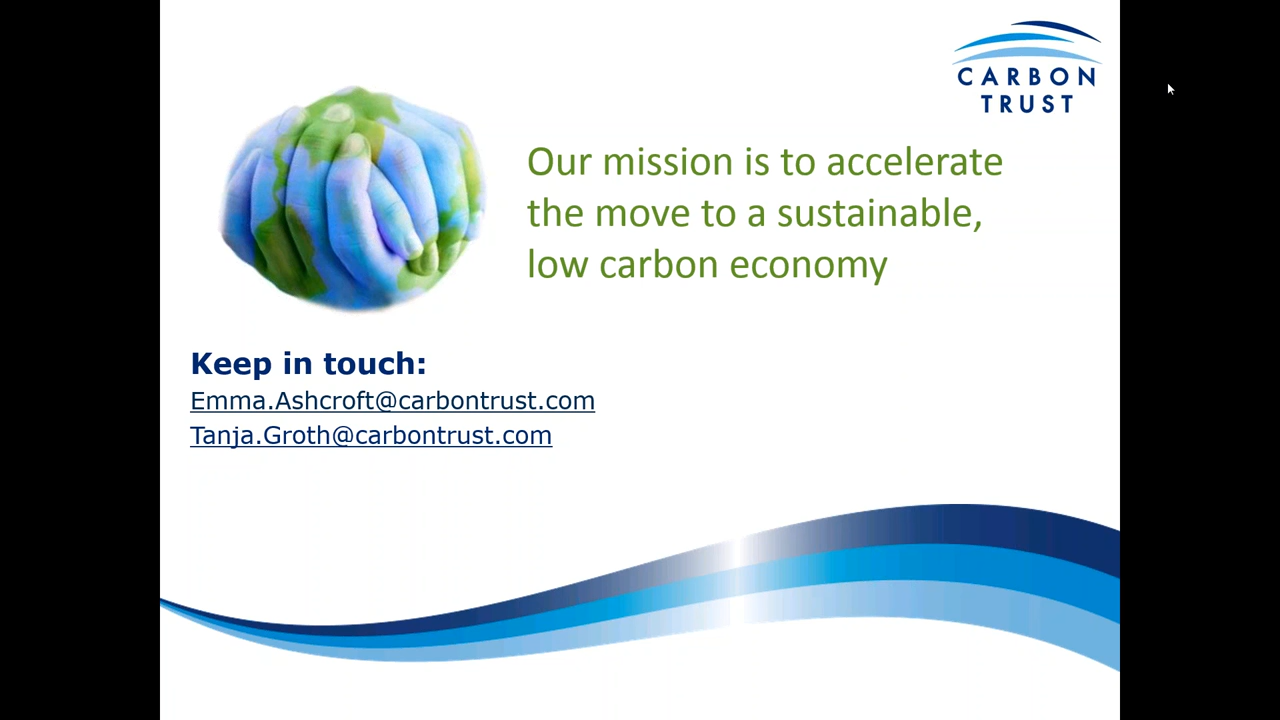 CARBON
TRUST
Our mission is to accelerate
the move to a sustainable,
low carbon economy
Keep in touch:
Emma.Ashcroft@carbontrust.com
Tanja.Groth@carbontrust.com